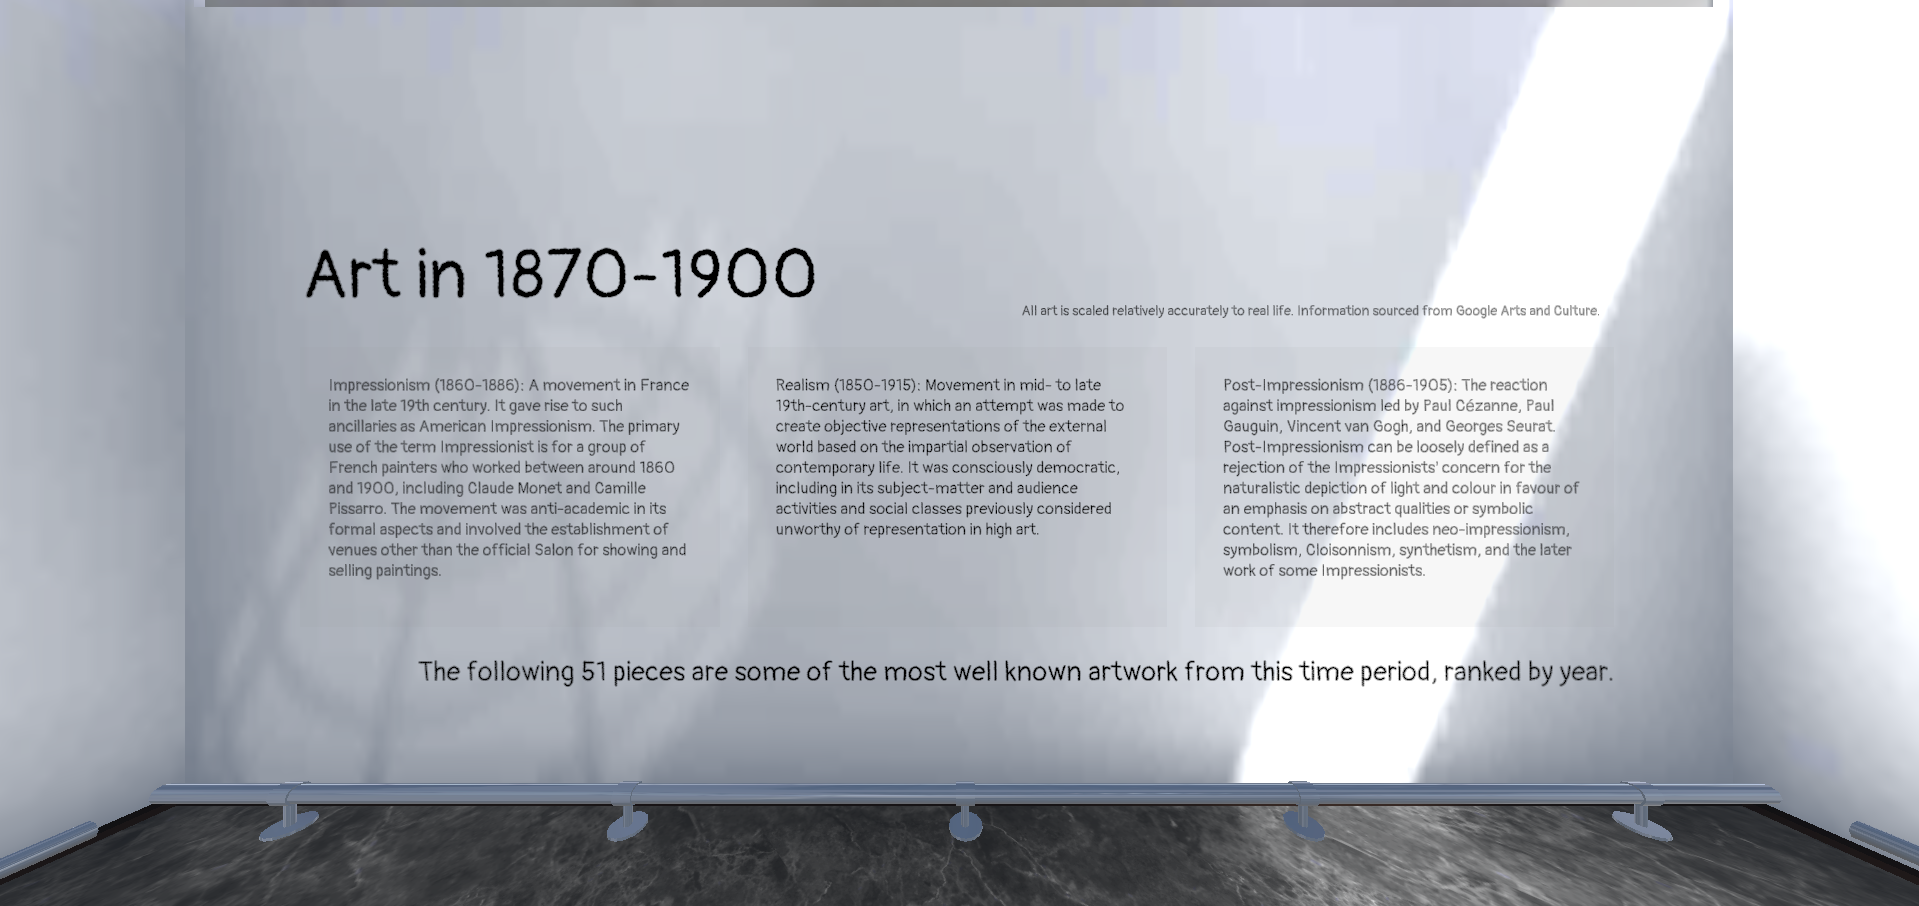 Art in 1870-1900
All art is scaled relatively accurately to real life. Information sourced from Google Arts and Culture.
Impressionism (1860-1886): A movement in France
in the late 19th century. It gave rise to such
ancillaries as American Impressionism. The primary
use of the term Impressionist is for a group of
French painters who worked between around 1860
and 1900, including Claude Monet and Camille
Pissarro. The movement was anti-academic in its
formal aspects and involved the establishment of
venues other than the official Salon for showing and
selling paintings.
Realism (1850-1915): Movement in mid- to late
19th-century art, in which an attempt was made to
create objective representations of the external
world based on the impartial observation of
contemporary life. It was consciously democratic,
including in its subject-matter and audience
activities and social classes previously considered
unworthy of representation in high art.
Post-Impressionism (1886-1905): The reaction
against impressionism led by Paul Cézanne, Paul
Gauguin, Vincent van Gogh, and Georges Seurat.
Post-Impressionism can be loosely defined as a
rejection of the Impressionists' concern for the
naturalistic depiction of light and colour in favour of
an emphasis on abstract qualities or symbolic
content. It therefore includes neo-impressionism,
symbolism, Cloisonnism, synthetism, and the later
work of some Impressionists.
The following 51 pieces are some of the most well known artwork from this time period, ranked by year.